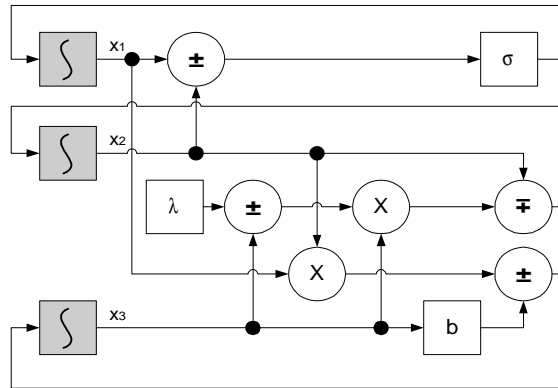 ∫ x₁ ± σ
∫ x₂
λ ± X ∓
X ±
∫ x₃ b